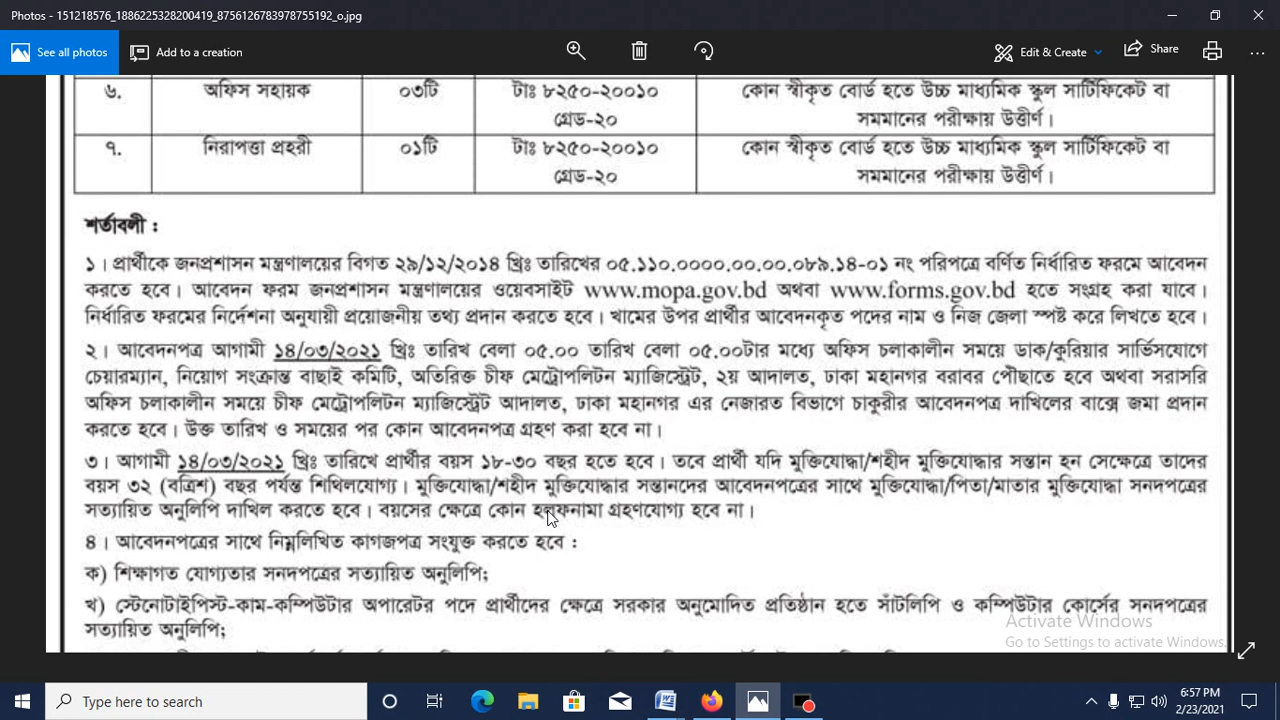 Photos - 151218576_1886225328200419_8756126783978755192_o.jpg
See all photos
Add to a creation
Edit & Create
Share
৬. অফিস সহায়ক ০৩টি টাঃ ৮২৫০-২০০১০ কোন স্বীকৃত বোর্ড হতে উচ্চ মাধ্যমিক স্কুল সার্টিফিকেট বা
গ্রেড-২০ সমমানের পরীক্ষায় উত্তীর্ণ।
৭. নিরাপত্তা প্রহরী ০১টি টাঃ ৮২৫০-২০০১০ কোন স্বীকৃত বোর্ড হতে উচ্চ মাধ্যমিক স্কুল সার্টিফিকেট বা
গ্রেড-২০ সমমানের পরীক্ষায় উত্তীর্ণ।
শর্তাবলী :
১। প্রার্থীকে জনপ্রশাসন মন্ত্রণালয়ের বিগত ২৯/১২/২০১৪ খ্রিঃ তারিখের ০৫.১১০.০০০০.০০.০০.০৮৯.১৪-০১ নং পরিপত্রে বর্ণিত নির্ধারিত ফরমে আবেদন
করতে হবে। আবেদন ফরম জনপ্রশাসন মন্ত্রণালয়ের ওয়েবসাইট www.mopa.gov.bd অথবা www.forms.gov.bd হতে সংগ্রহ করা যাবে।
নির্ধারিত ফরমের নির্দেশনা অনুযায়ী প্রয়োজনীয় তথ্য প্রদান করতে হবে। খামের উপর প্রার্থীর আবেদনকৃত পদের নাম ও নিজ জেলা স্পষ্ট করে লিখতে হবে।
২। আবেদনপত্র আগামী ১৪/০৩/২০২১ খ্রিঃ তারিখ বেলা ০৫.০০ তারিখ বেলা ০৫.০০টার মধ্যে অফিস চলাকালীন সময়ে ডাক/কুরিয়ার সার্ভিসযোগে
চেয়ারম্যান, নিয়োগ সংক্রান্ত বাছাই কমিটি, অতিরিক্ত চীফ মেট্রোপলিটন ম্যাজিস্ট্রেট, ২য় আদালত, ঢাকা মহানগর বরাবর পৌছাতে হবে অথবা সরাসরি
অফিস চলাকালীন সময়ে চীফ মেট্রোপলিটন ম্যাজিস্ট্রেট আদালত, ঢাকা মহানগর এর নেজারত বিভাগে চাকুরীর আবেদনপত্র দাখিলের বাক্সে জমা প্রদান
করতে হবে। উক্ত তারিখ ও সময়ের পর কোন আবেদনপত্র গ্রহণ করা হবে না।
৩। আগামী ১৪/০৩/২০২১ খ্রিঃ তারিখে প্রার্থীর বয়স ১৮-৩০ বছর হতে হবে। তবে প্রার্থী যদি মুক্তিযোদ্ধা/শহীদ মুক্তিযোদ্ধার সন্তান হন সেক্ষেত্রে তাদের
বয়স ৩২ (বত্রিশ) বছর পর্যন্ত শিথিলযোগ্য। মুক্তিযোদ্ধা/শহীদ মুক্তিযোদ্ধার সন্তানদের আবেদনপত্রের সাথে মুক্তিযোদ্ধা/পিতা/মাতার মুক্তিযোদ্ধা সনদপত্রের
সত্যায়িত অনুলিপি দাখিল করতে হবে। বয়সের ক্ষেত্রে কোন হলফনামা গ্রহণযোগ্য হবে না।
৪। আবেদনপত্রের সাথে নিম্নলিখিত কাগজপত্র সংযুক্ত করতে হবে :
ক) শিক্ষাগত যোগ্যতার সনদপত্রের সত্যায়িত অনুলিপি;
খ) স্টেনোটাইপিস্ট-কাম-কম্পিউটার অপারেটর পদে প্রার্থীদের ক্ষেত্রে সরকার অনুমোদিত প্রতিষ্ঠান হতে সাঁটলিপি ও কম্পিউটার কোর্সের সনদপত্রের
সত্যায়িত অনুলিপি;
Activate Windows
Go to Settings to activate Windows.
Type here to search
6:57 PM
2/23/2021